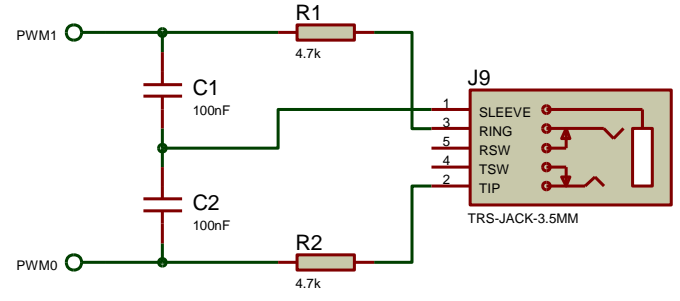 R1
PWM1
4.7k
J9
C1
100nF
1 SLEEVE
3 RING
5 RSW
4 TSW
2 TIP
C2
100nF
TRS-JACK-3.5MM
R2
PWM0
4.7k